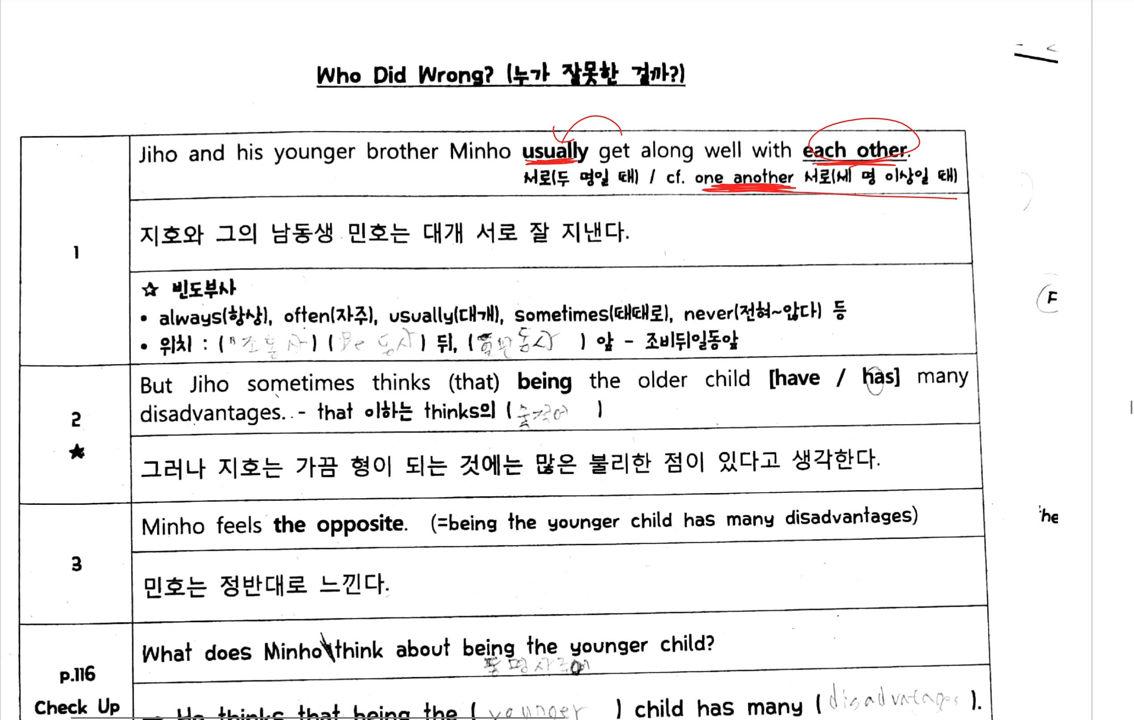 Who Did Wrong? (누가 잘못한 걸까?)
1
Jiho and his younger brother Minho usually get along well with each other.
서로(두 명일 때) / cf. one another 서로(세 명 이상일 때)
지호와 그의 남동생 민호는 대개 서로 잘 지낸다.
☆ 빈도부사
• always(항상), often(자주), usually(대개), sometimes(때때로), never(전혀~않다) 등
• 위치 : (조동사) (be 동사) 뒤, (일반동사) 앞 - 조비뒤일동앞
2
★
But Jiho sometimes thinks (that) being the older child [have / has] many
disadvantages. - that 이하는 thinks의 ( )
그러나 지호는 가끔 형이 되는 것에는 많은 불리한 점이 있다고 생각한다.
3
Minho feels the opposite. (=being the younger child has many disadvantages)
민호는 정반대로 느낀다.
p.116
Check Up
What does Minho think about being the younger child?
동명사
→ He thinks that being the ( younger ) child has many ( disadvatages ).